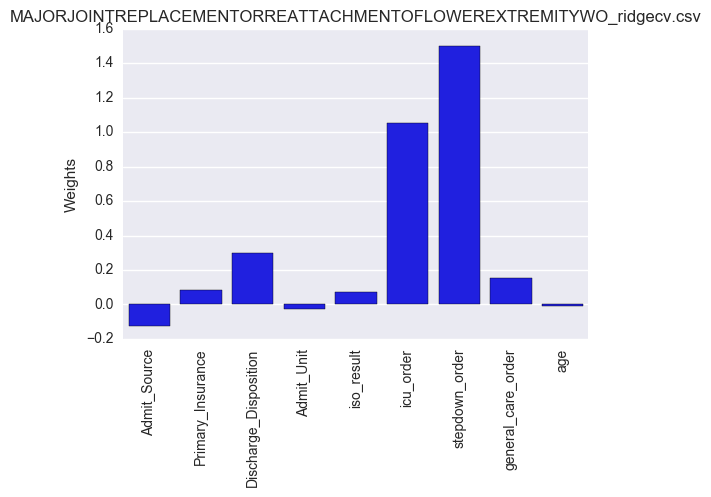 MAJORJOINTREPLACEMENTORREATTACHMENTOFLOWEREXTREMITYWO_ridgecv.csv
1.6
1.4
1.2
1.0
0.8
0.6
0.4
0.2
0.0
−0.2
Weights
Admit_Source
Primary_Insurance
Discharge_Disposition
Admit_Unit
iso_result
icu_order
stepdown_order
general_care_order
age